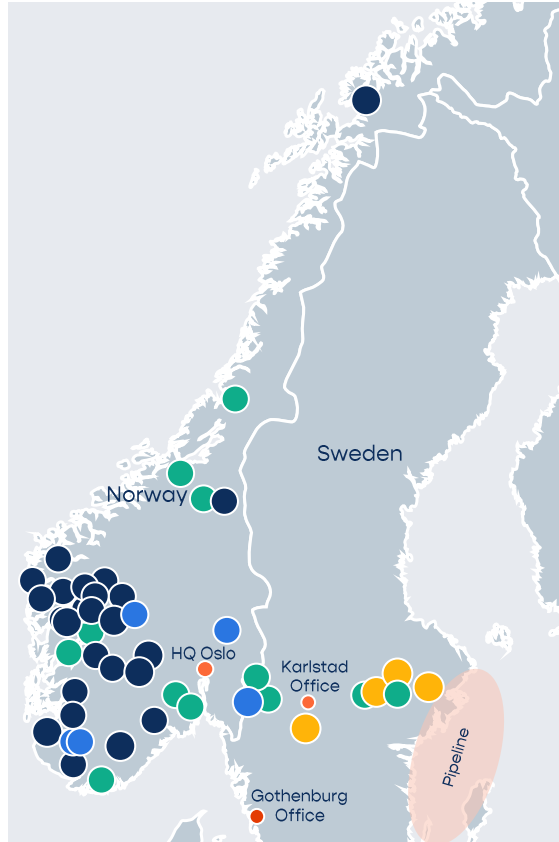 Sweden
Norway
HQ Oslo
Karlstad
Office
Pipeline
Gothenburg
Office